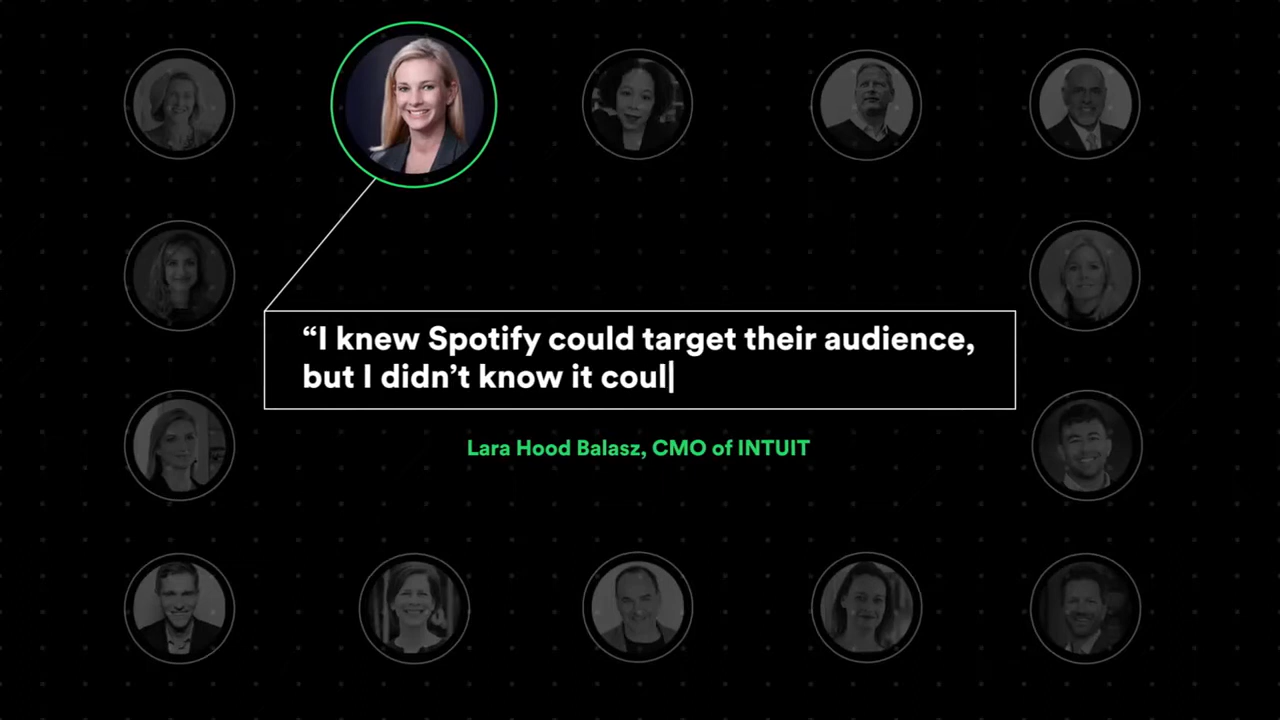 “I knew Spotify could target their audience,
but I didn’t know it coul
Lara Hood Balasz, CMO of INTUIT